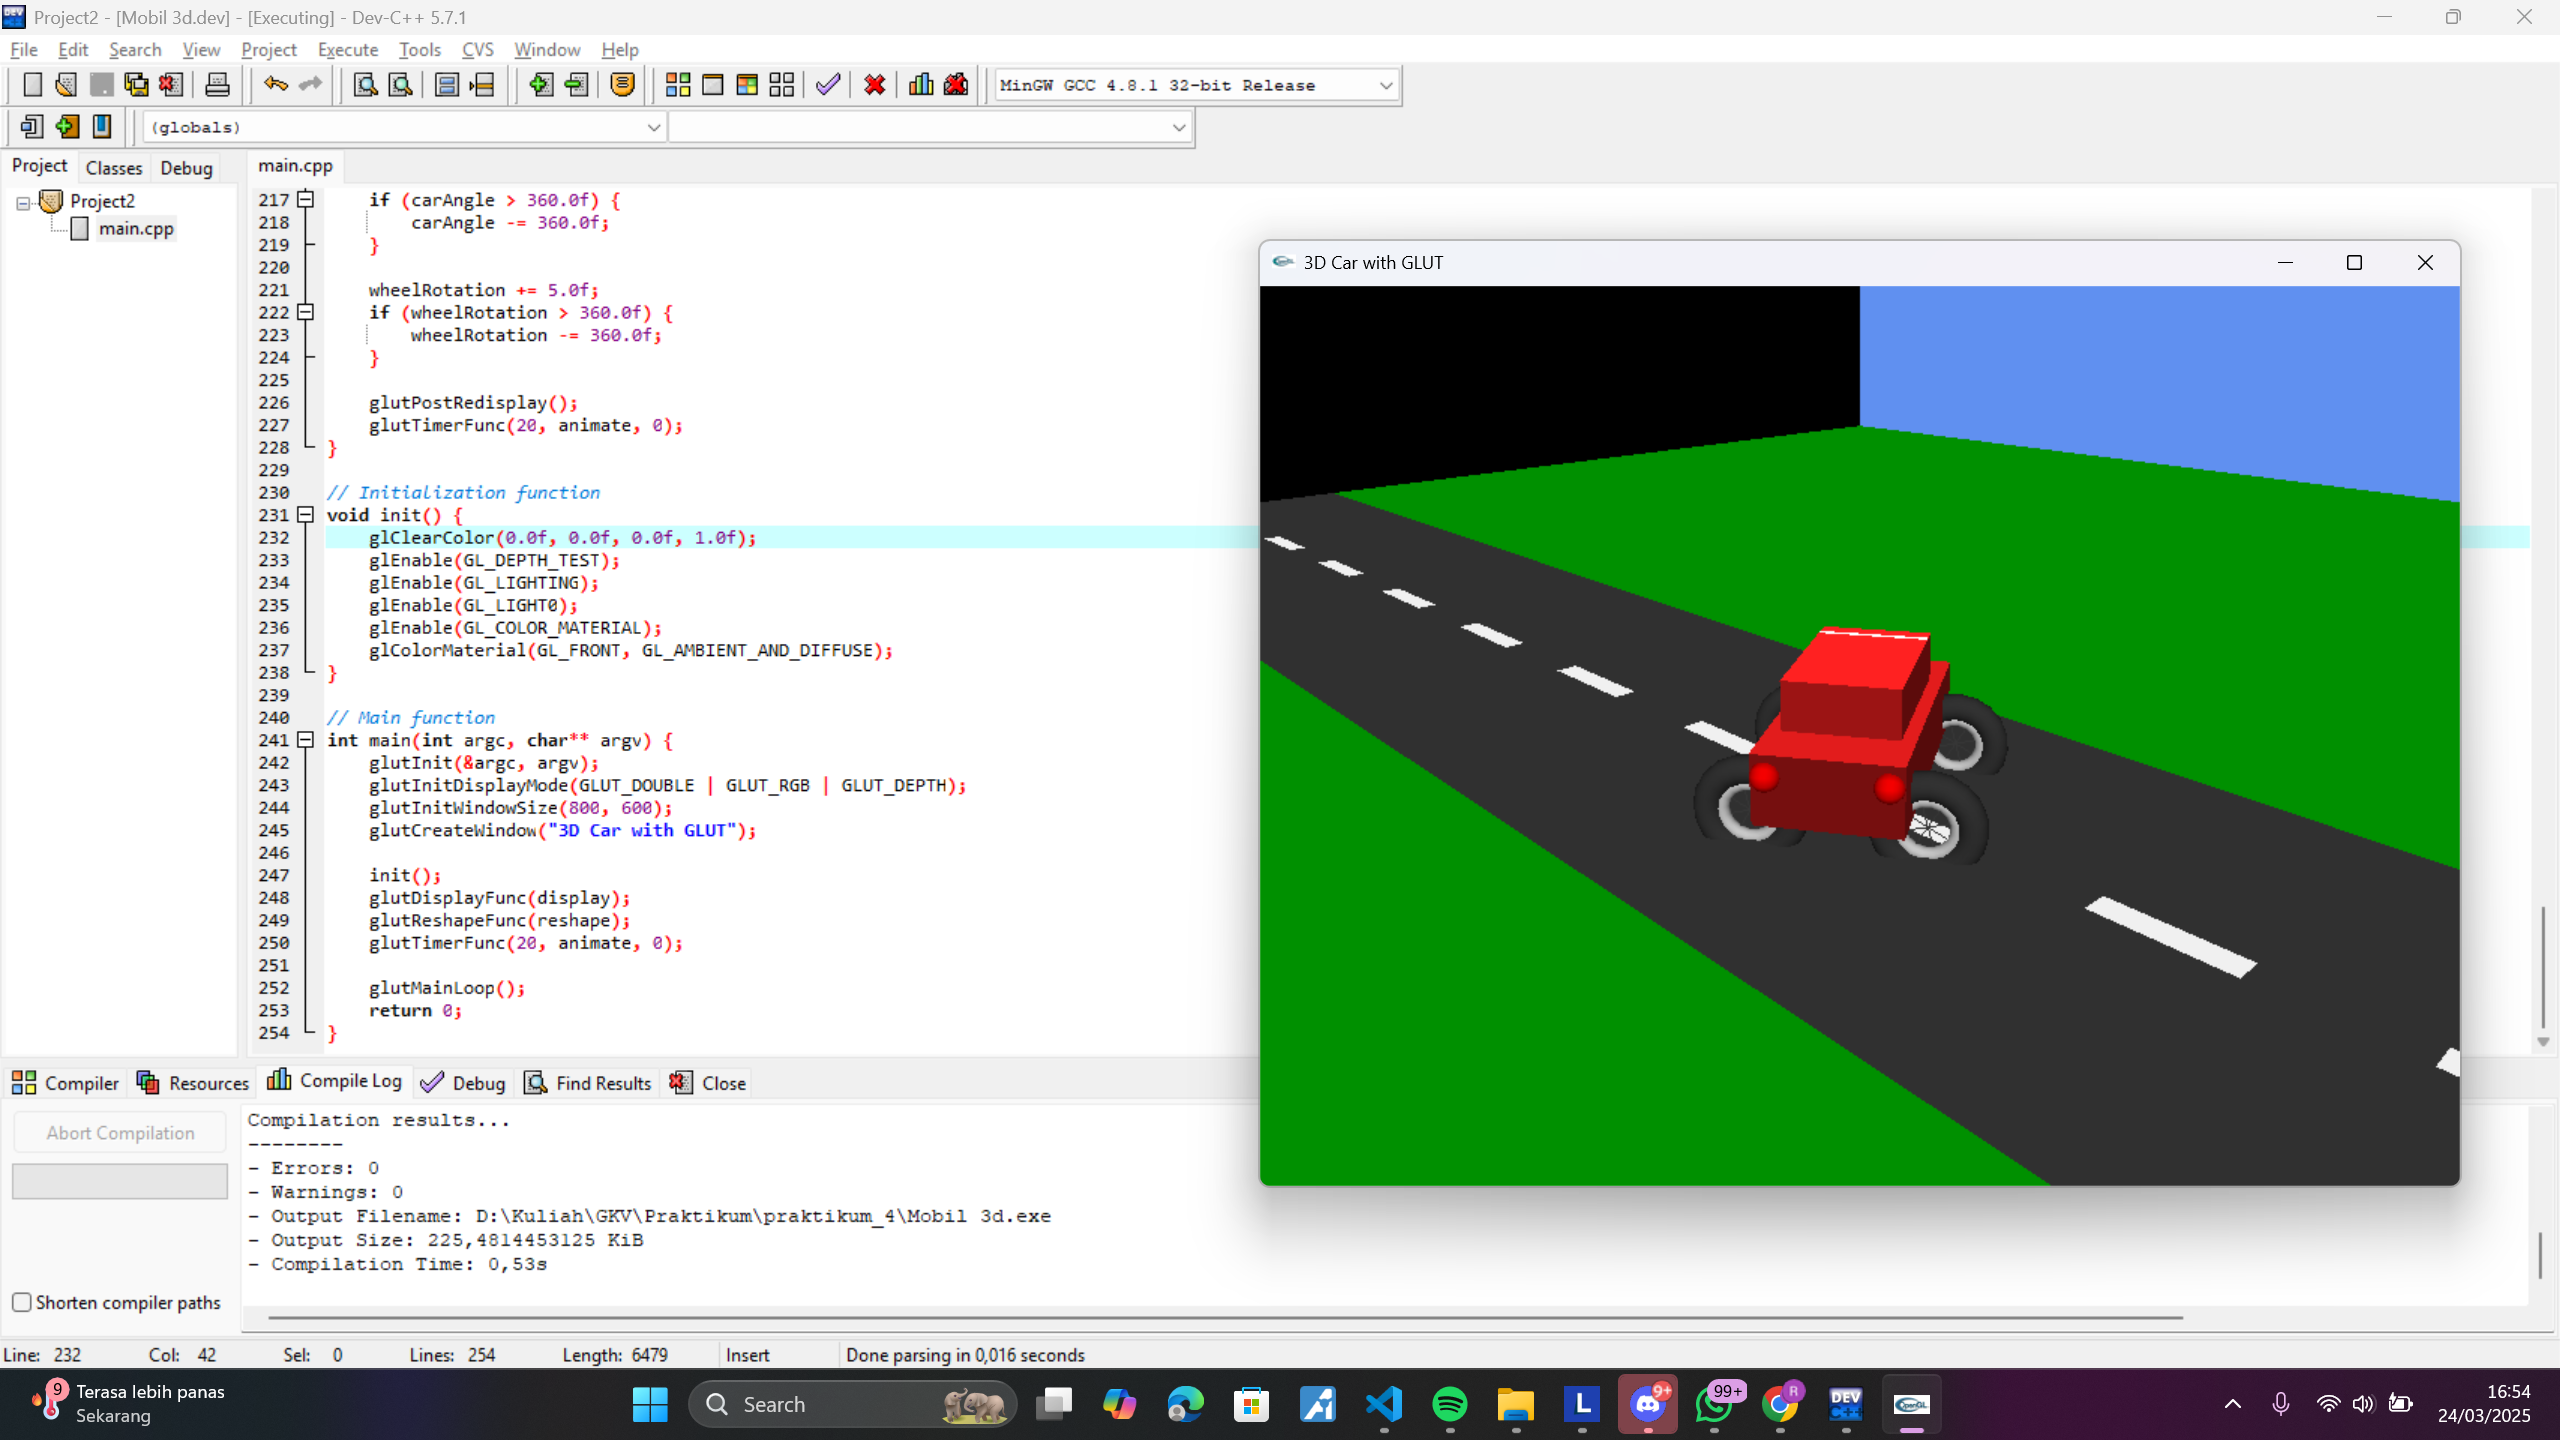 Project2 - [Mobil 3d.dev] - [Executing] - Dev-C++ 5.7.1
File Edit Search View Project Execute Tools CVS Window Help
MinGW GCC 4.8.1 32-bit Release
(globals)
Project Classes Debug
Project2
main.cpp
main.cpp
217 if (carAngle > 360.0f) {
218 carAngle -= 360.0f;
219 }
220
221 wheelRotation += 5.0f;
222 if (wheelRotation > 360.0f) {
223 wheelRotation -= 360.0f;
224 }
225
226 glutPostRedisplay();
227 glutTimerFunc(20, animate, 0);
228 }
229
230 // Initialization function
231 void init() {
232 glClearColor(0.0f, 0.0f, 0.0f, 1.0f);
233 glEnable(GL_DEPTH_TEST);
234 glEnable(GL_LIGHTING);
235 glEnable(GL_LIGHT0);
236 glEnable(GL_COLOR_MATERIAL);
237 glColorMaterial(GL_FRONT, GL_AMBIENT_AND_DIFFUSE);
238 }
239
240 // Main function
241 int main(int argc, char** argv) {
242 glutInit(&argc, argv);
243 glutInitDisplayMode(GLUT_DOUBLE | GLUT_RGB | GLUT_DEPTH);
244 glutInitWindowSize(800, 600);
245 glutCreateWindow("3D Car with GLUT");
246
247 init();
248 glutDisplayFunc(display);
249 glutReshapeFunc(reshape);
250 glutTimerFunc(20, animate, 0);
251
252 glutMainLoop();
253 return 0;
254 }
3D Car with GLUT
Compiler Resources Compile Log Debug Find Results Close
Abort Compilation
Shorten compiler paths
Compilation results...
--------
- Errors: 0
- Warnings: 0
- Output Filename: D:\Kuliah\GKV\Praktikum\praktikum_4\Mobil 3d.exe
- Output Size: 225,4814453125 KiB
- Compilation Time: 0,53s
Line: 232 Col: 42 Sel: 0 Lines: 254 Length: 6479 Insert Done parsing in 0,016 seconds
9 Terasa lebih panas
Sekarang
Search
L
9+
99+
R
DEV
C++
OpenGL
16:54
24/03/2025